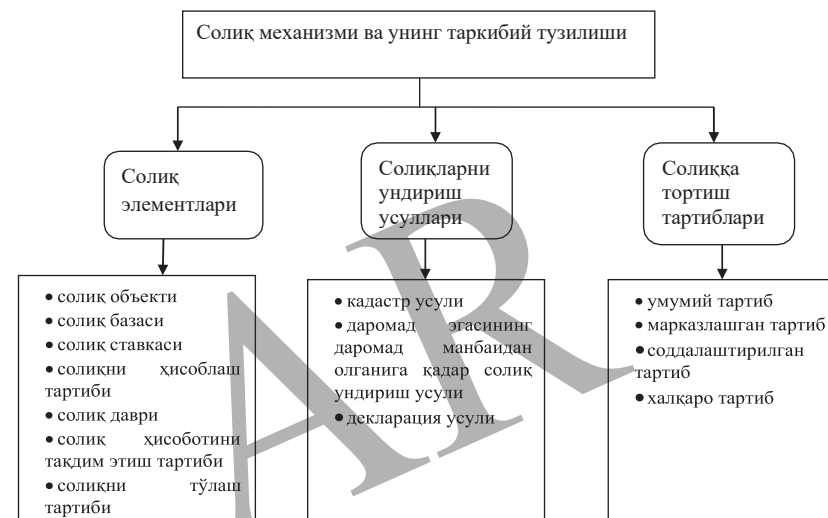 Солиқ механизми ва унинг таркибий тузилиши
Солиқ
элементлари
Солиқларни
ундириш
усуллари
Солиққа
тортиш
тартиблари
• солиқ объекти
• солиқ базаси
• солиқ ставкаси
• солиқни ҳисоблаш
тартиби
• солиқ даври
• солиқ ҳисоботини
тақдим этиш тартиби
• солиқни тўлаш
тартиби
• кадастр усули
• даромад эгасининг
даромад манбаидан
олганига қадар солиқ
ундириш усули
• декларация усули
• умумий тартиб
• марказлашган тартиб
• соддалаштирилган
тартиб
• халқаро тартиб
AR